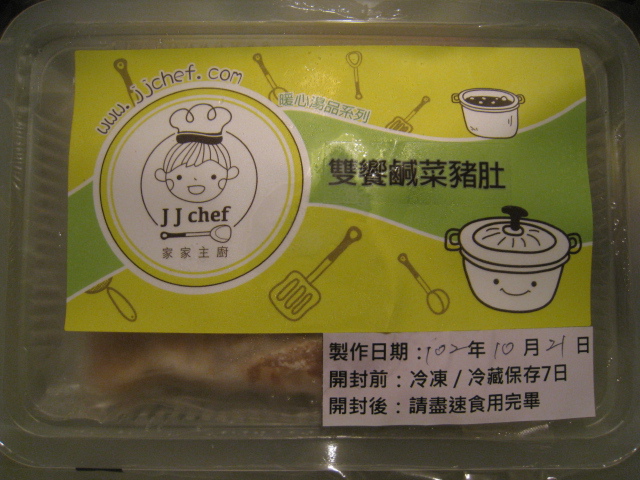 www.jjchef.com
暖心湯品系列
雙饗鹹菜豬肚
J J chef
家家主廚
製作日期：102年10月21日
開封前：冷凍/冷藏保存7日
開封後：請盡速食用完畢